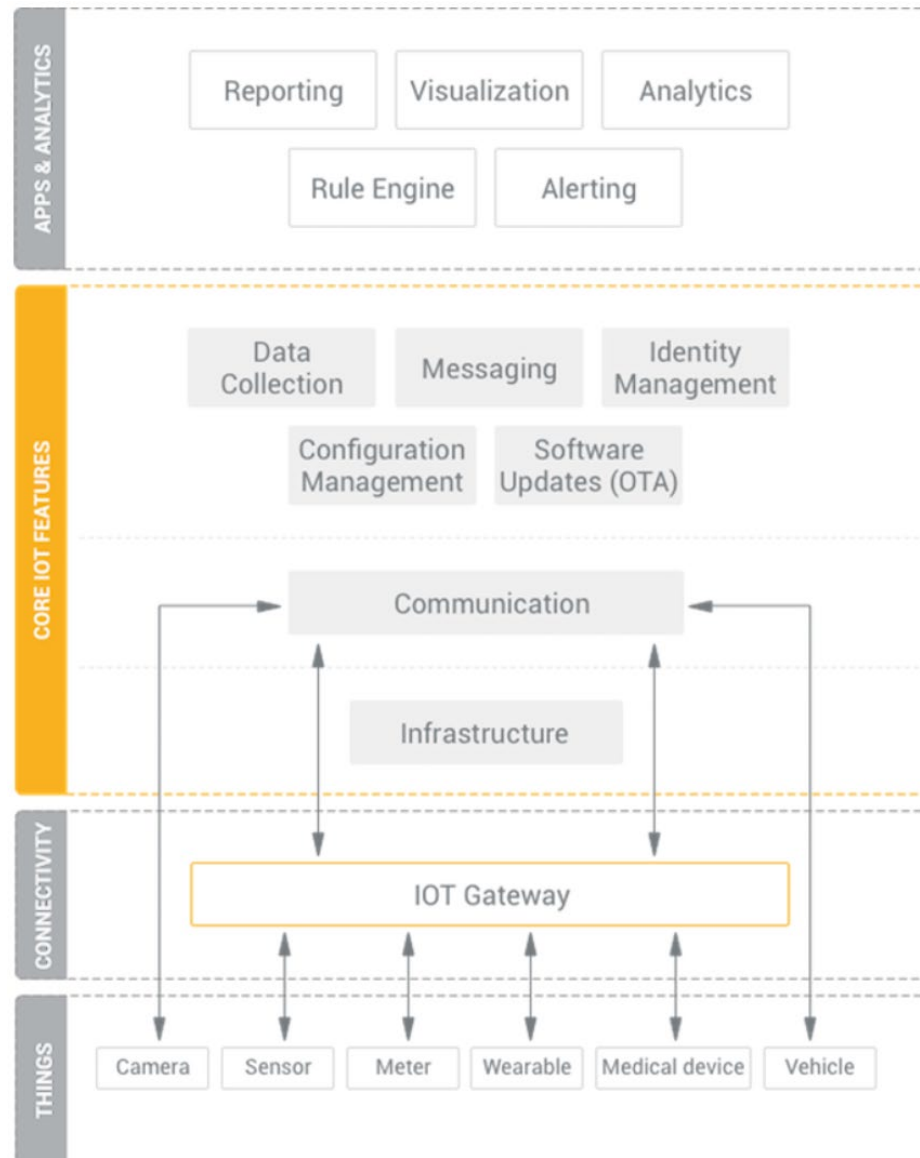 APPS & ANALYTICS
Reporting
Visualization
Analytics
Rule Engine
Alerting
CORE IOT FEATURES
Data
Collection
Messaging
Identity
Management
Configuration
Management
Software
Updates (OTA)
Communication
Infrastructure
CONNECTIVITY
IOT Gateway
THINGS
Camera
Sensor
Meter
Wearable
Medical device
Vehicle